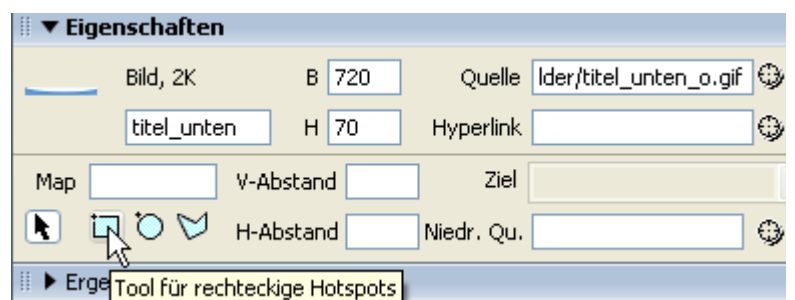 Eigenschaften
Bild, 2K B 720 Quelle lder/titel_unten_o.gif
titel_unten H 70 Hyperlink
Map V-Abstand Ziel
H-Abstand Niedr. Qu.
Erge
Tool für rechteckige Hotspots